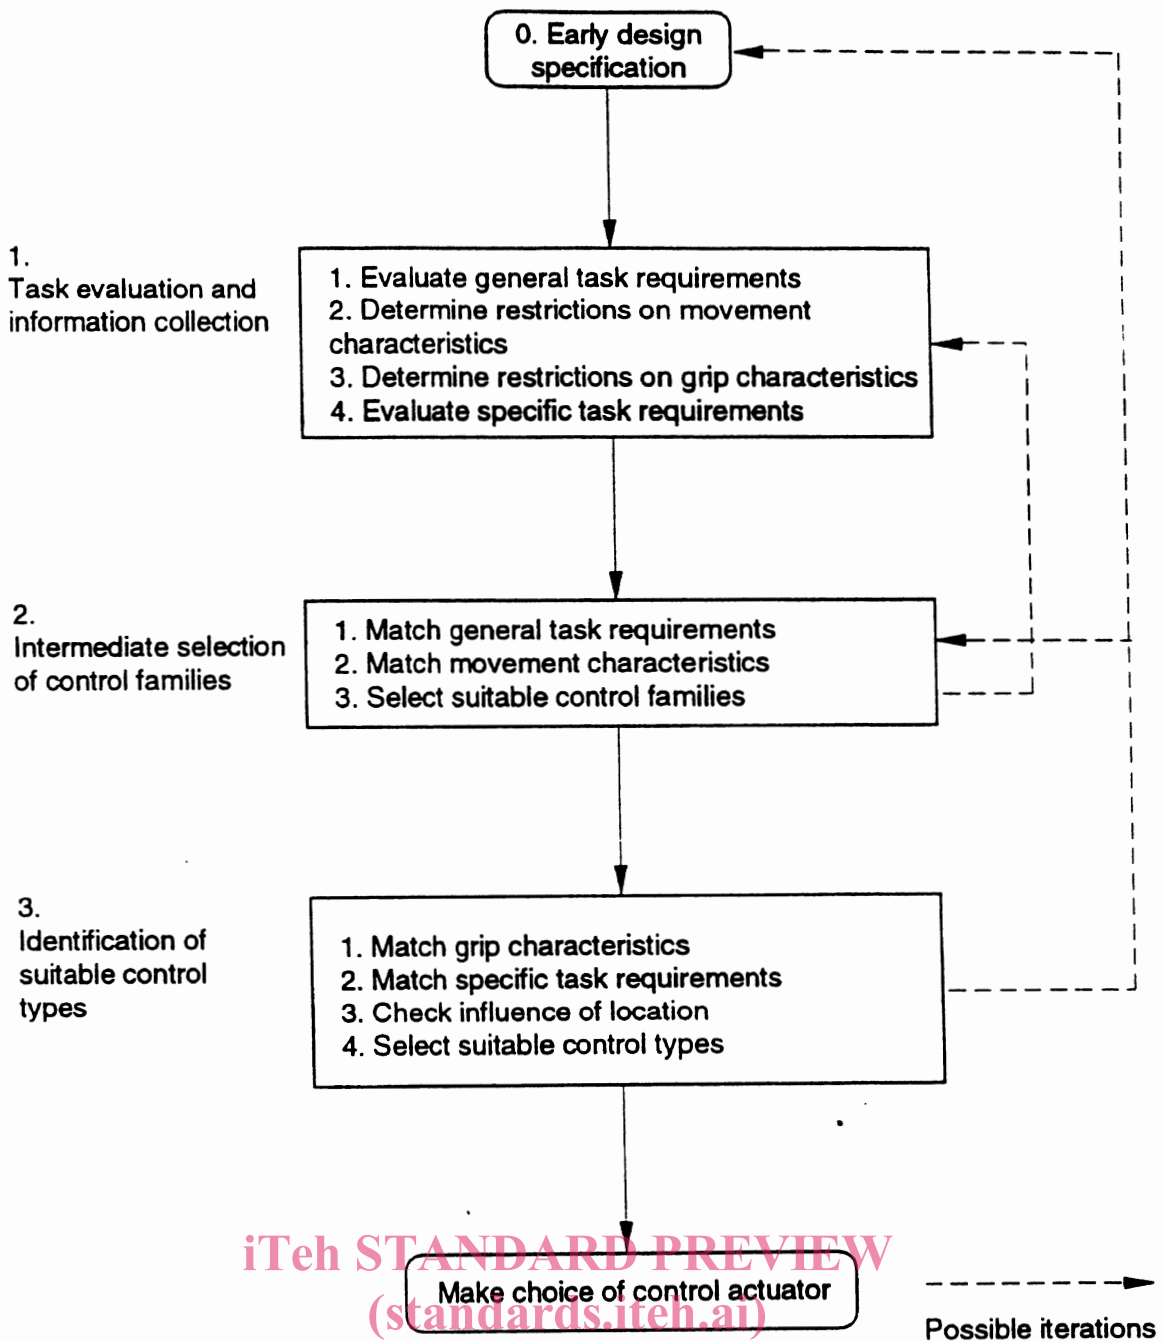 0. Early design
specification
1.
Task evaluation and
information collection
1. Evaluate general task requirements
2. Determine restrictions on movement
characteristics
3. Determine restrictions on grip characteristics
4. Evaluate specific task requirements
2.
Intermediate selection
of control families
1. Match general task requirements
2. Match movement characteristics
3. Select suitable control families
3.
Identification of
suitable control
types
1. Match grip characteristics
2. Match specific task requirements
3. Check influence of location
4. Select suitable control types
iTeh STANDARD PREVIEW
Make choice of control actuator
(standards.iteh.ai)
Possible iterations